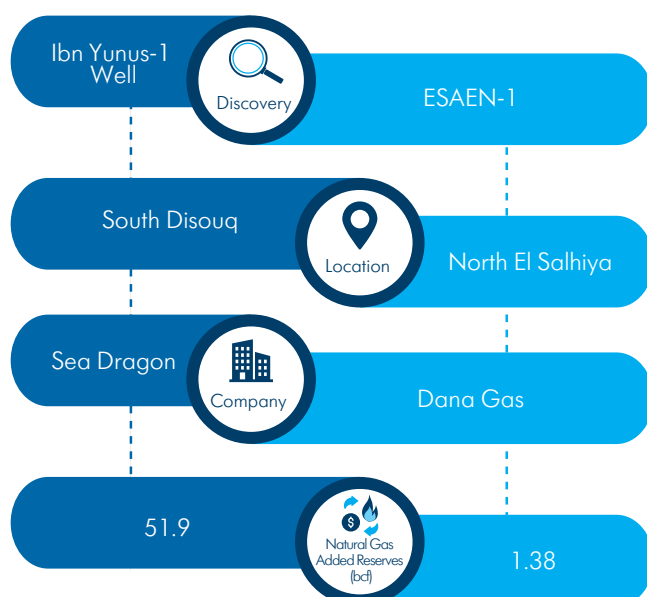 Ibn Yunus-1
Well
Discovery
ESAEN-1
South Disouq
Location
North El Salhiya
Sea Dragon
Company
Dana Gas
51.9
$
Natural Gas
Added Reserves
(bcf)
1.38